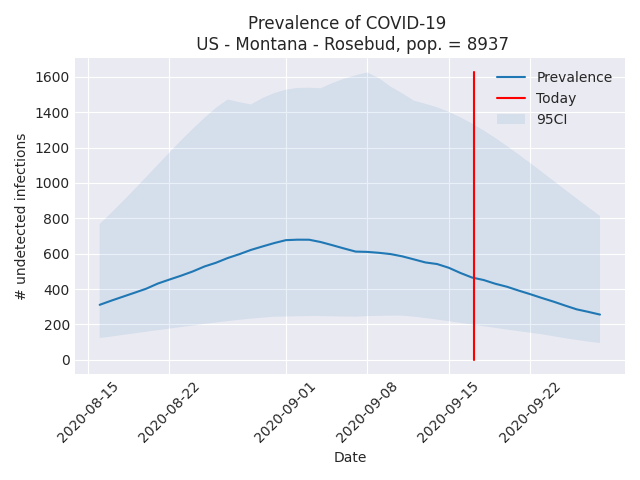 Prevalence of COVID-19
US - Montana - Rosebud, pop. = 8937
# undetected infections
1600
1400
1200
1000
800
600
400
200
0
Prevalence
Today
95CI
2020-08-15
2020-08-22
2020-09-01
2020-09-08
2020-09-15
2020-09-22
Date